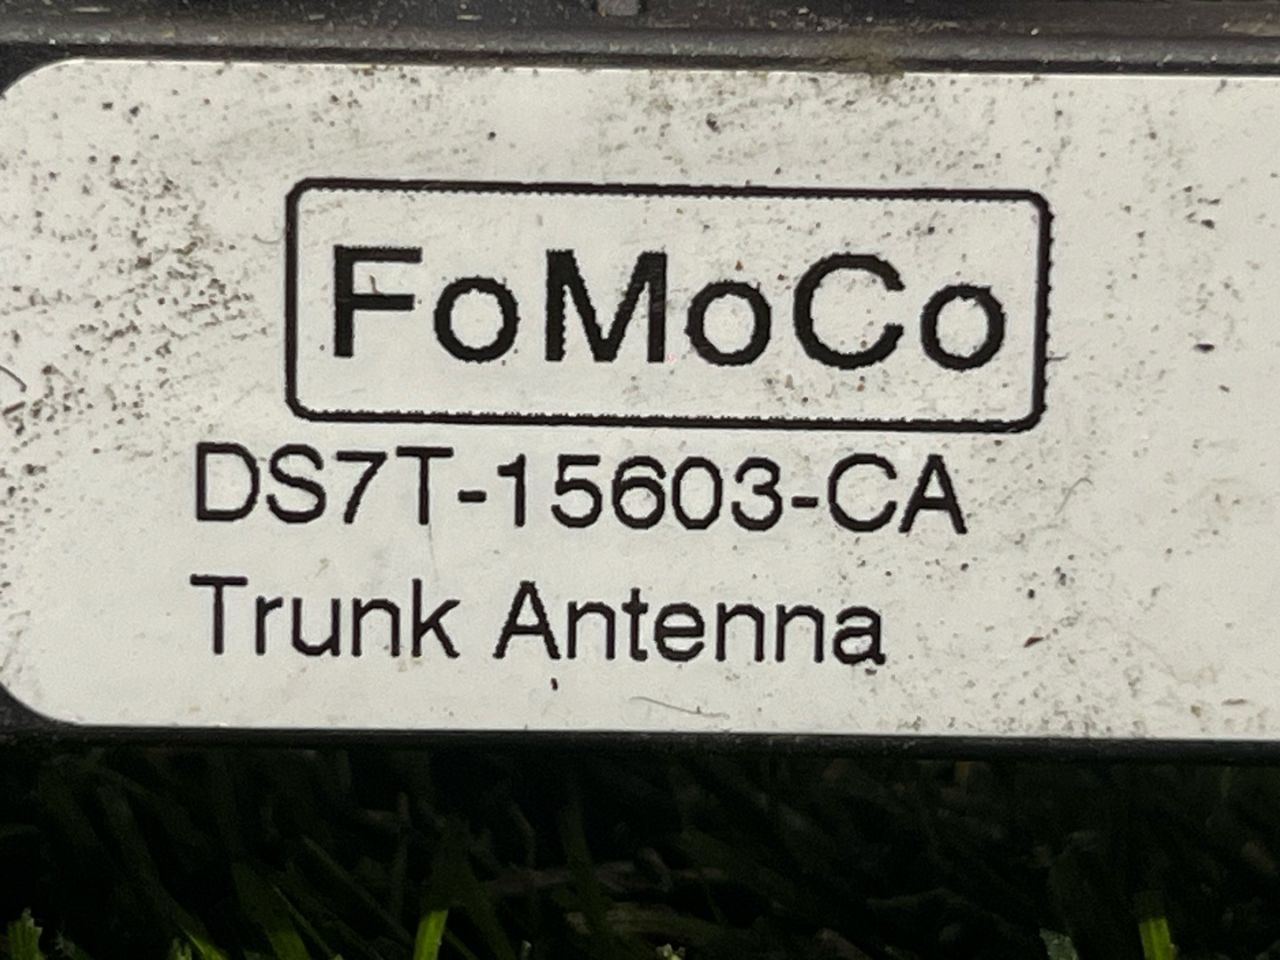 FoMoCo
DS7T-15603-CA
Trunk Antenna